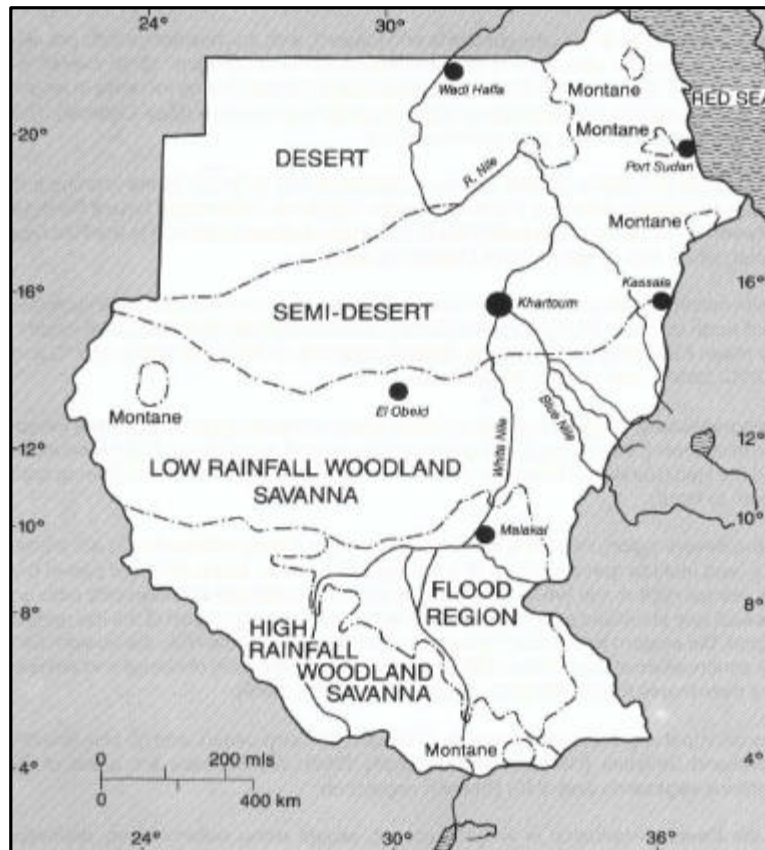 24°
30°
36°
Wadi Halfa
Montane
RED SEA
Montane
20°
20°
DESERT
R. Nile
Port Sudan
Montane
16°
16°
SEMI-DESERT
Khartoum
Kassala
El Obeid
Montane
12°
12°
White Nile
Blue Nile
LOW RAINFALL WOODLAND
SAVANNA
10°
10°
Malakal
FLOOD
REGION
8°
8°
HIGH
RAINFALL
WOODLAND
SAVANNA
Montane
4°
4°
0 200 mls
0 400 km
24°
30°
36°